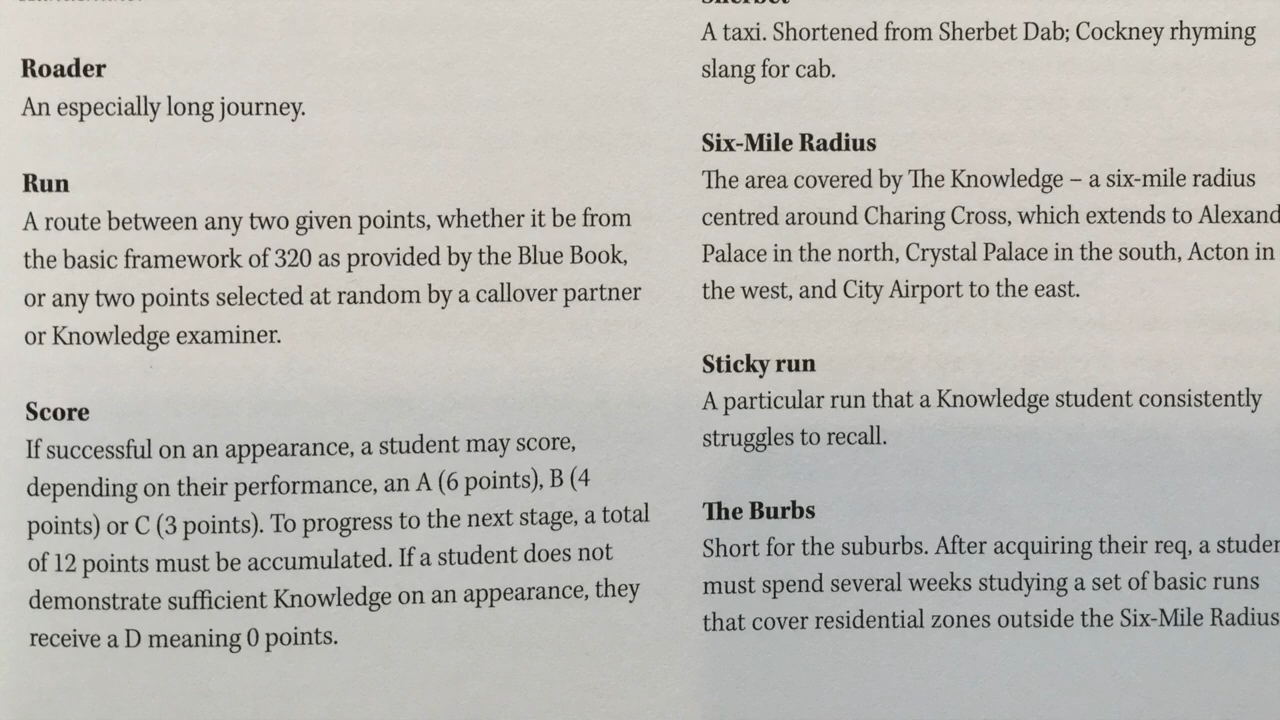 Roader
An especially long journey.
Run
A route between any two given points, whether it be from
the basic framework of 320 as provided by the Blue Book,
or any two points selected at random by a callover partner
or Knowledge examiner.
Score
If successful on an appearance, a student may score,
depending on their performance, an A (6 points), B (4
points) or C (3 points). To progress to the next stage, a total
of 12 points must be accumulated. If a student does not
demonstrate sufficient Knowledge on an appearance, they
receive a D meaning 0 points.
Sherbet
A taxi. Shortened from Sherbet Dab; Cockney rhyming
slang for cab.
Six-Mile Radius
The area covered by The Knowledge – a six-mile radius
centred around Charing Cross, which extends to Alexand
Palace in the north, Crystal Palace in the south, Acton in
the west, and City Airport to the east.
Sticky run
A particular run that a Knowledge student consistently
struggles to recall.
The Burbs
Short for the suburbs. After acquiring their req, a studen
must spend several weeks studying a set of basic runs
that cover residential zones outside the Six-Mile Radius